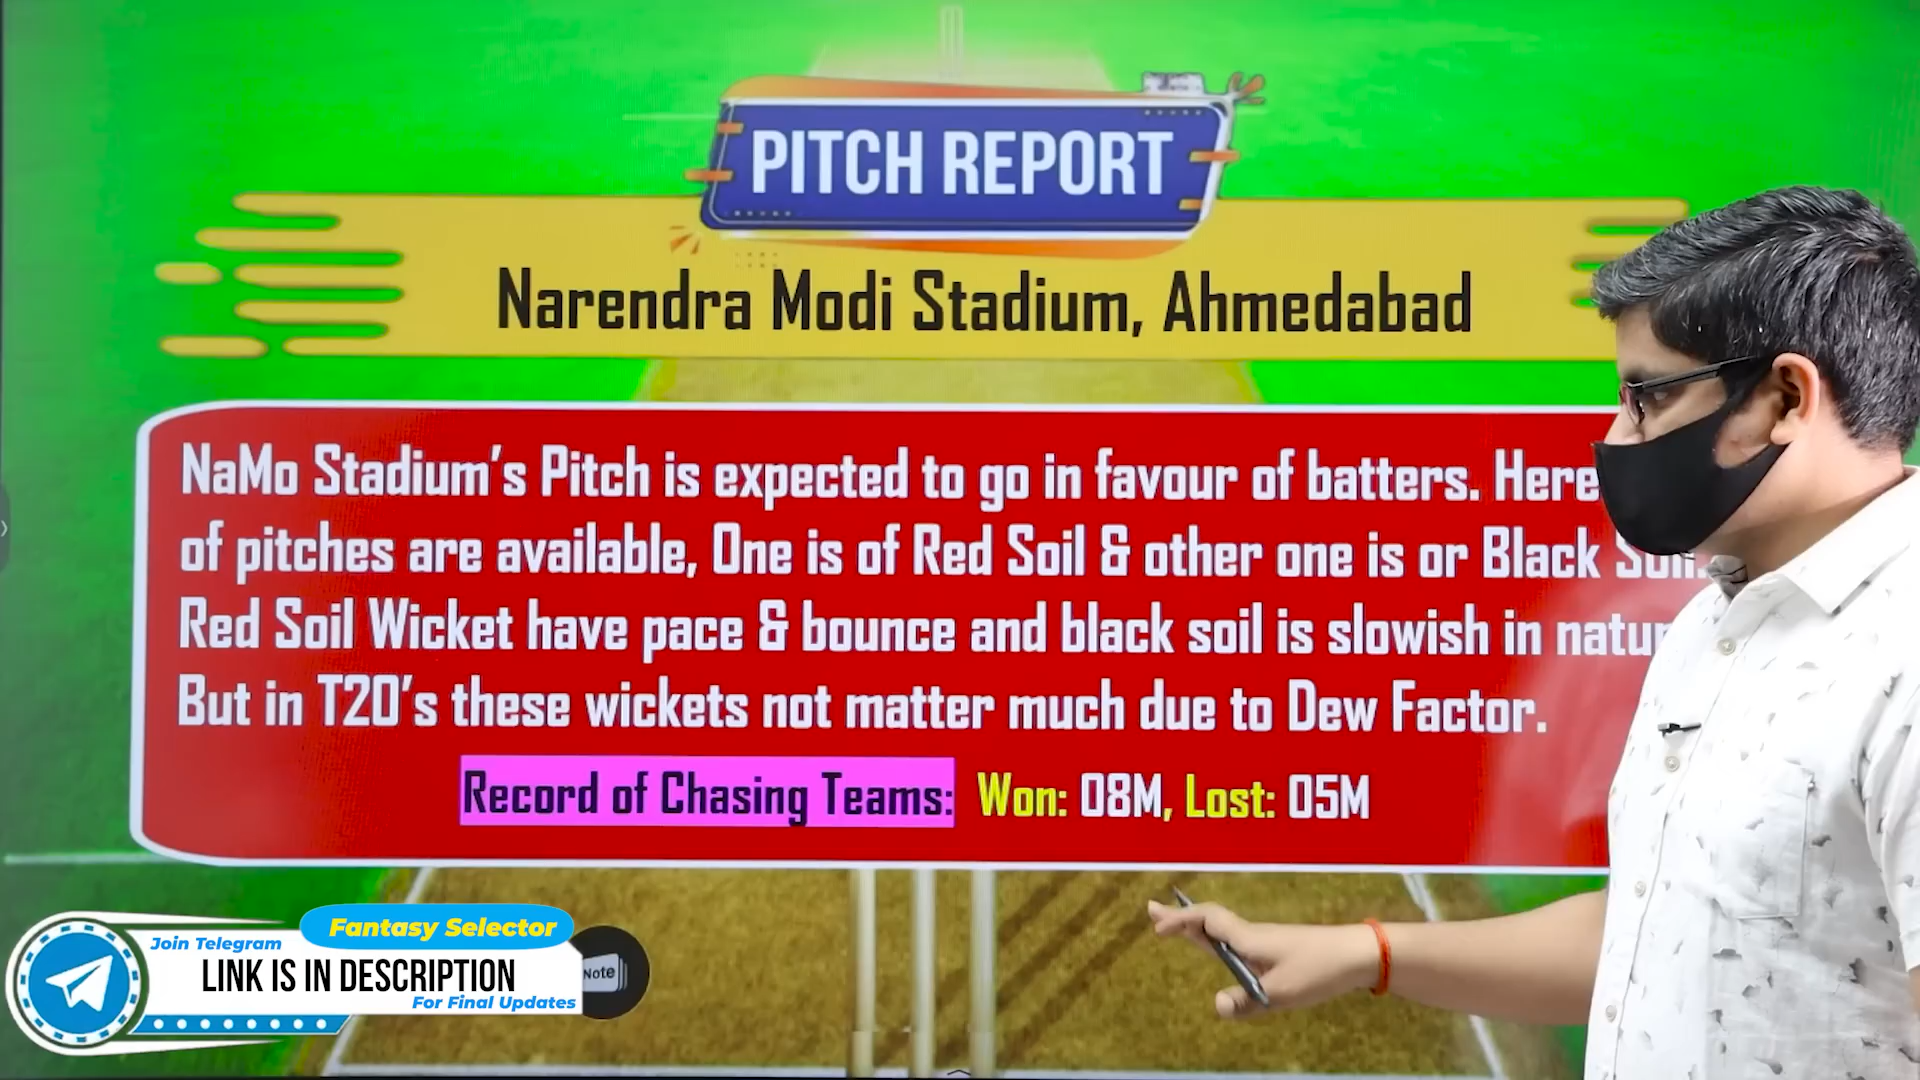 PITCH REPORT
Narendra Modi Stadium, Ahmedabad
NaMo Stadium's Pitch is expected to go in favour of batters. Here
of pitches are available, One is of Red Soil & other one is or Black Soil.
Red Soil Wicket have pace & bounce and black soil is slowish in natur
But in T20's these wickets not matter much due to Dew Factor.
Record of Chasing Teams: Won: 08M, Lost: 05M
Fantasy Selector
Join Telegram
LINK IS IN DESCRIPTION
For Final Updates
Note